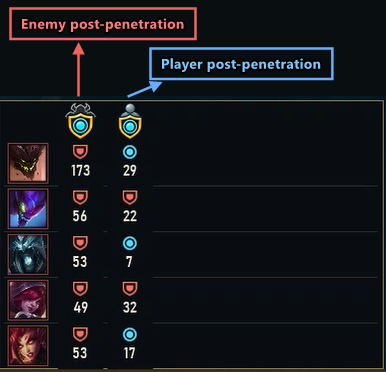 Enemy post-penetration
Player post-penetration
173 29
56 22
53 7
49 32
53 17